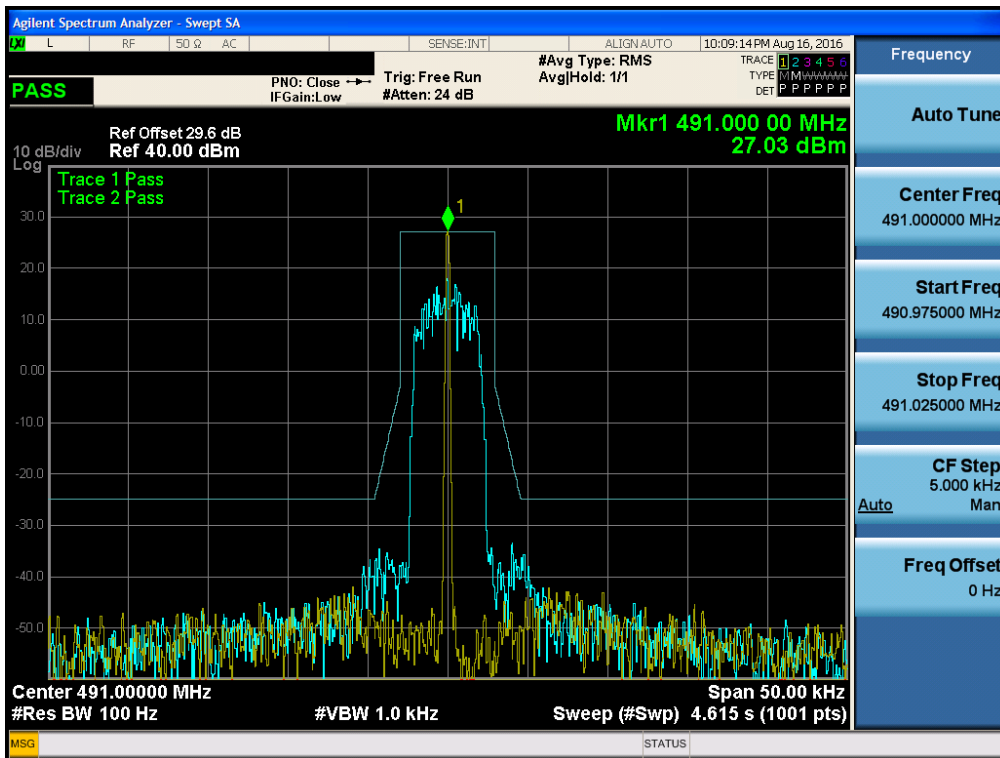 Agilent Spectrum Analyzer - Swept SA
LXI L RF 50 Ω AC SENSE:INT ALIGN AUTO 10:09:14 PM Aug 16, 2016
PASS
PNO: Close
IFGain:Low
Trig: Free Run
#Atten: 24 dB
#Avg Type: RMS
Avg|Hold: 1/1
TRACE 1 2 3 4 5 6
TYPE M M W W W W
DET P P P P P P
Mkr1 491.000 00 MHz
27.03 dBm
Ref Offset 29.6 dB
Ref 40.00 dBm
10 dB/div
Log
Trace 1 Pass
Trace 2 Pass
1
30.0
20.0
10.0
0.00
-10.0
-20.0
-30.0
-40.0
-50.0
Center 491.00000 MHz
Span 50.00 kHz
#Res BW 100 Hz
#VBW 1.0 kHz
Sweep (#Swp) 4.615 s (1001 pts)
MSG
STATUS
Frequency
Auto Tune
Center Freq
491.000000 MHz
Start Freq
490.975000 MHz
Stop Freq
491.025000 MHz
CF Step
5.000 kHz
Auto Man
Freq Offset
0 Hz